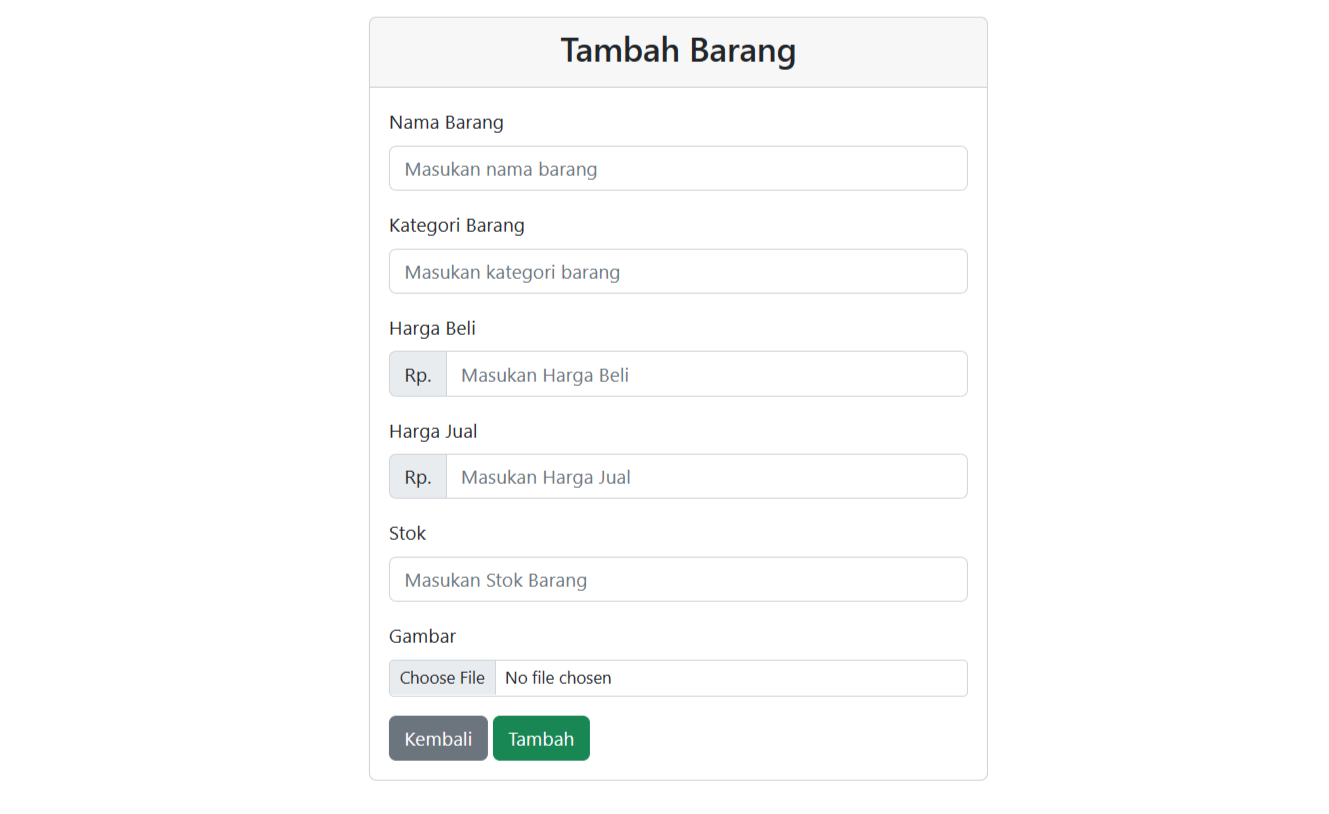 Tambah Barang
Nama Barang
Masukan nama barang
Kategori Barang
Masukan kategori barang
Harga Beli
Rp. Masukan Harga Beli
Harga Jual
Rp. Masukan Harga Jual
Stok
Masukan Stok Barang
Gambar
Choose File No file chosen
Kembali Tambah